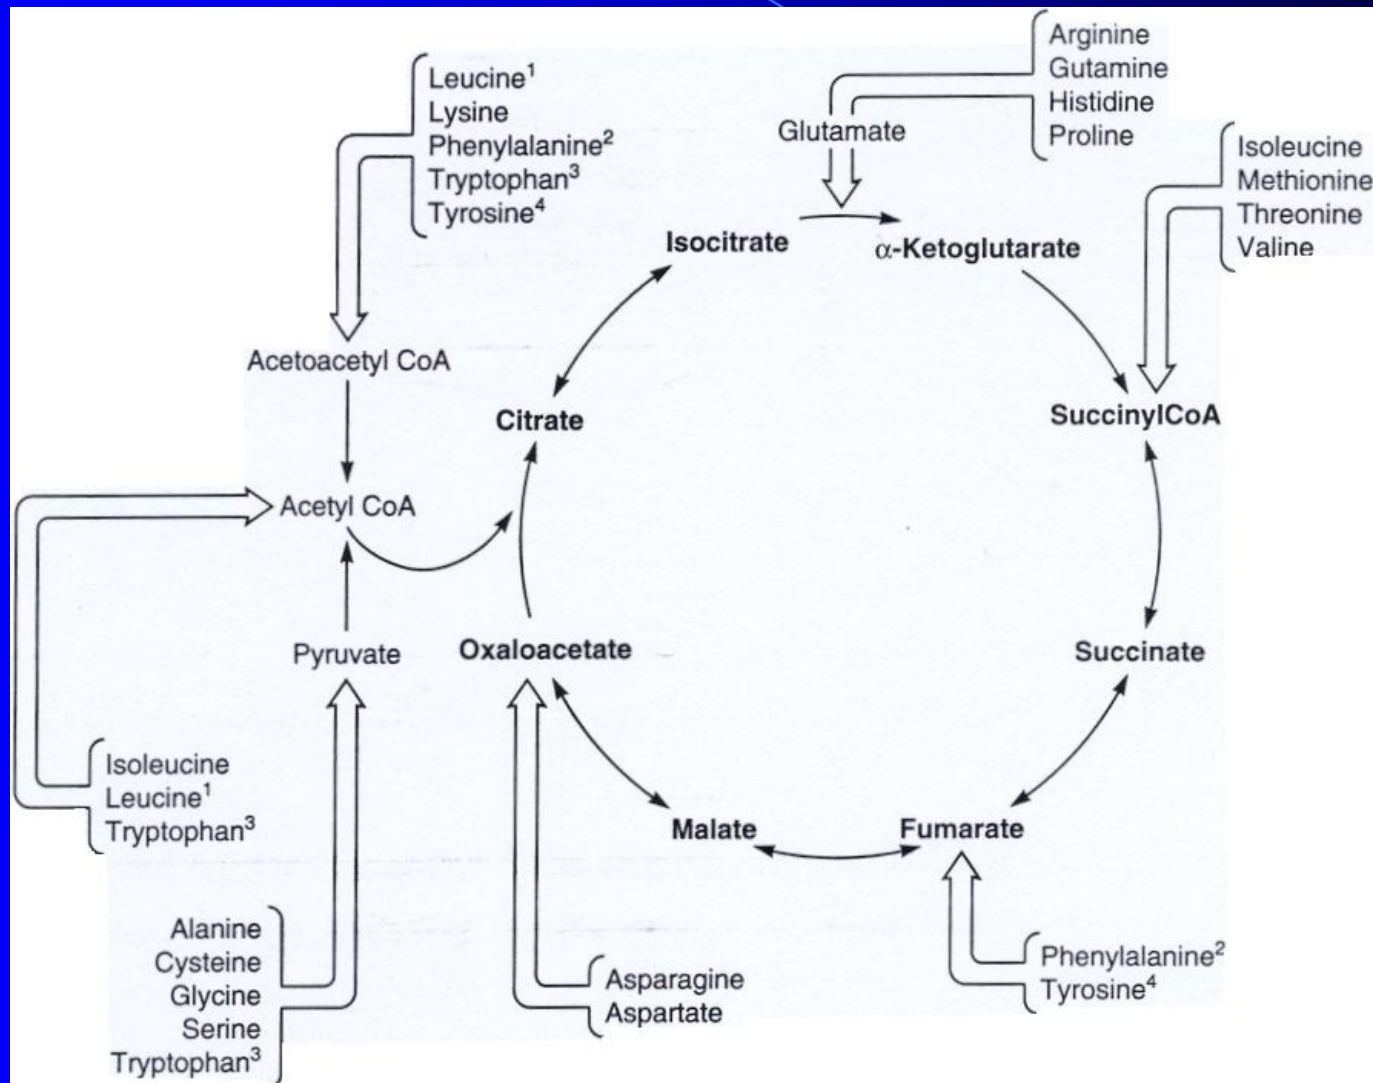 Arginine
Gutamine
Histidine
Proline
Leucine¹
Lysine
Phenylalanine²
Tryptophan³
Tyrosine⁴
Glutamate
Isoleucine
Methionine
Threonine
Valine
Isocitrate
α-Ketoglutarate
Acetoacetyl CoA
Citrate
SuccinylCoA
Acetyl CoA
Pyruvate
Oxaloacetate
Succinate
Isoleucine
Leucine¹
Tryptophan³
Malate
Fumarate
Alanine
Cysteine
Glycine
Serine
Tryptophan³
Asparagine
Aspartate
Phenylalanine²
Tyrosine⁴